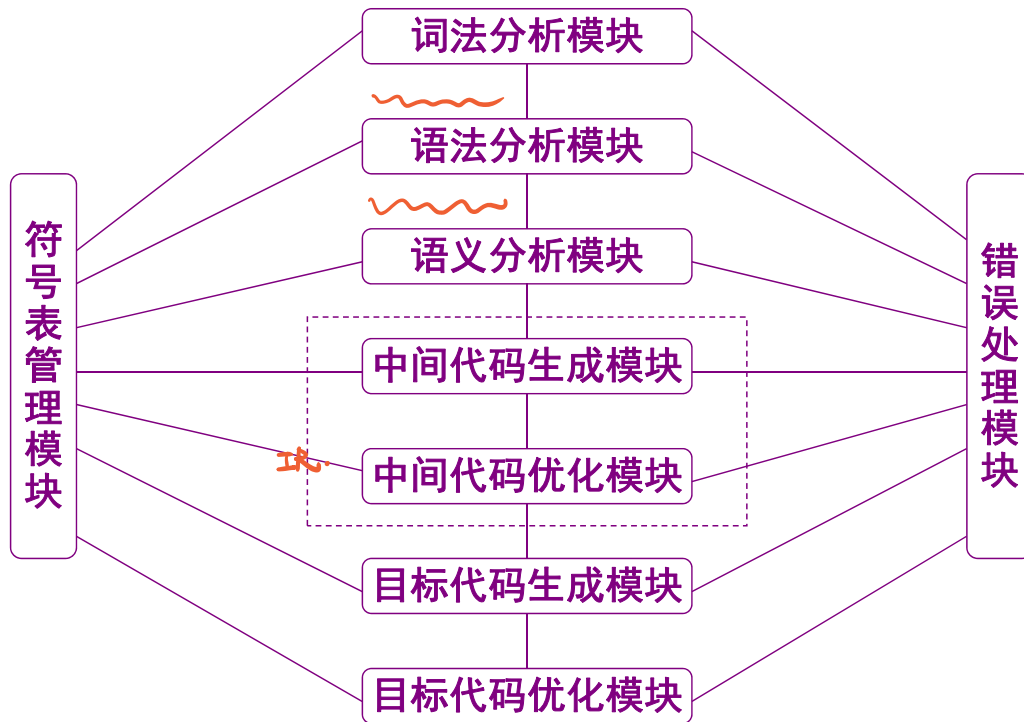 词法分析模块
语法分析模块
语义分析模块
中间代码生成模块
中间代码优化模块
目标代码生成模块
目标代码优化模块
符号表管理模块
错误处理模块